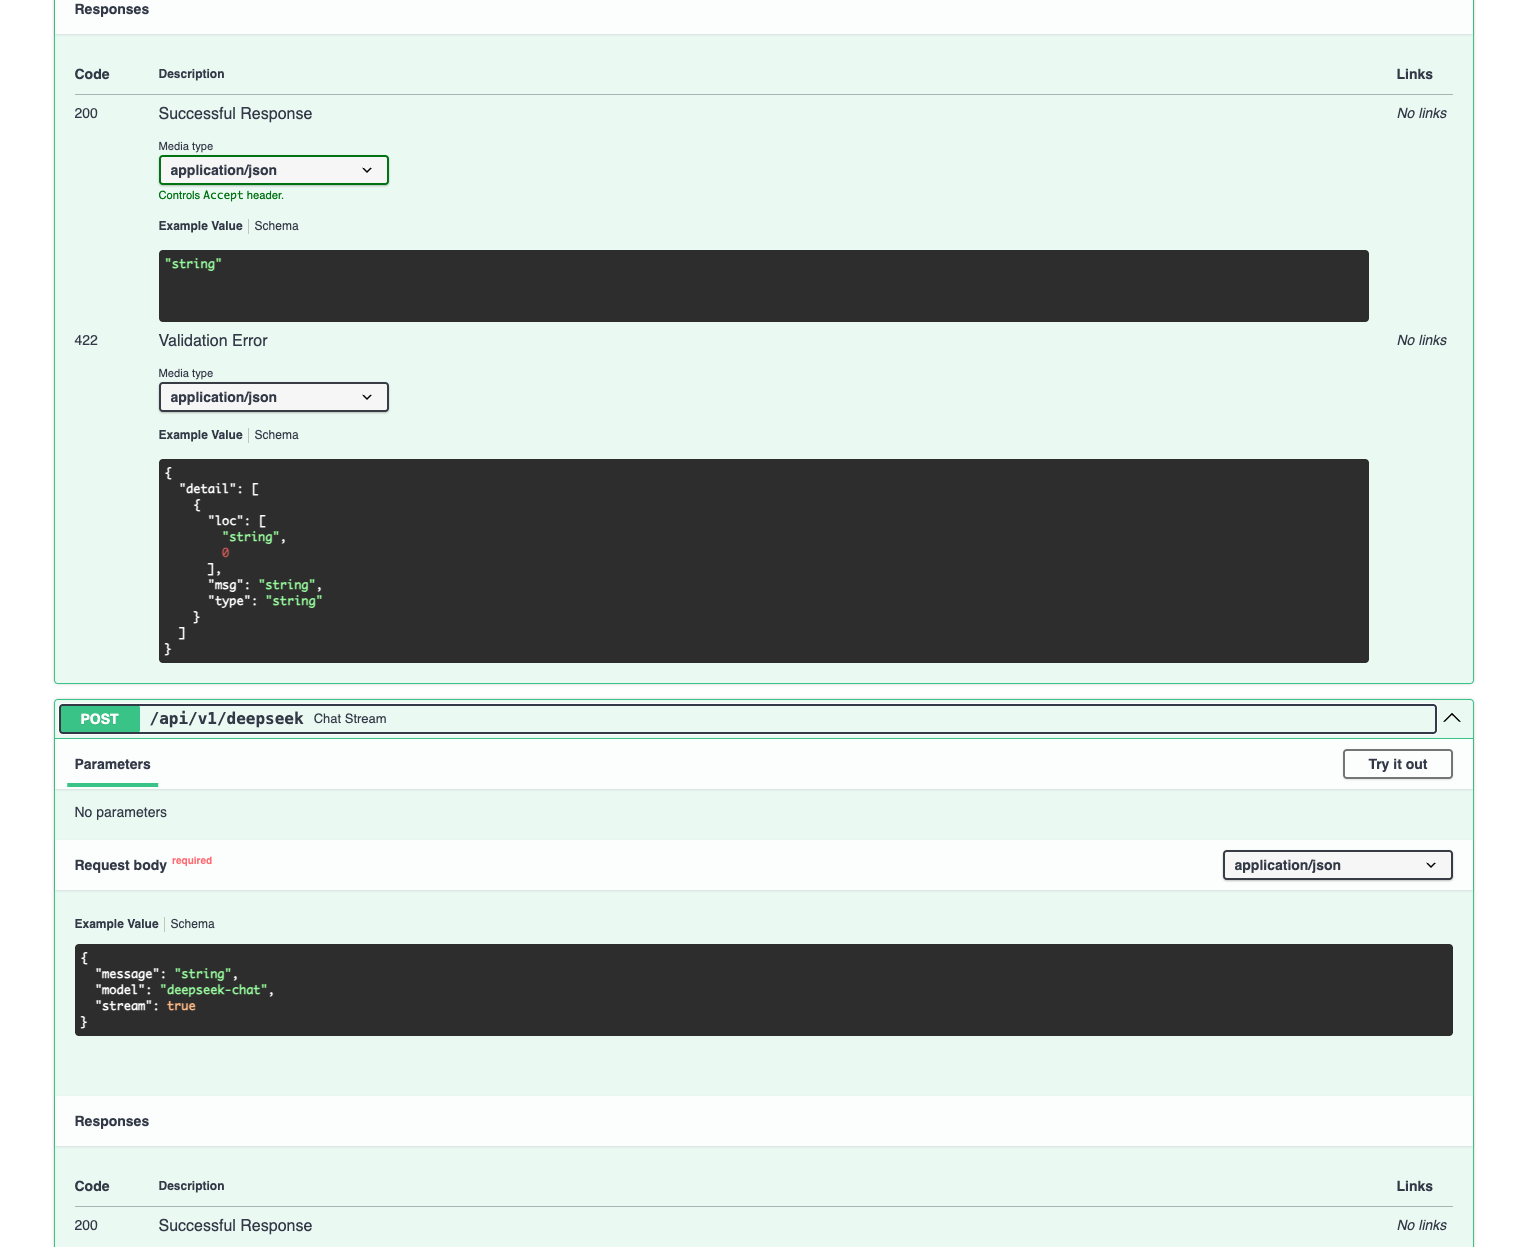 Responses
Code Description Links
200 Successful Response No links
Media type
application/json
Controls Accept header.
Example Value Schema
"string"
422 Validation Error No links
Media type
application/json
Example Value Schema
{
  "detail": [
    {
      "loc": [
        "string",
        0
      ],
      "msg": "string",
      "type": "string"
    }
  ]
}
POST /api/v1/deepseek Chat Stream
Parameters Try it out
No parameters
Request body required application/json
Example Value Schema
{
  "message": "string",
  "model": "deepseek-chat",
  "stream": true
}
Responses
Code Description Links
200 Successful Response No links